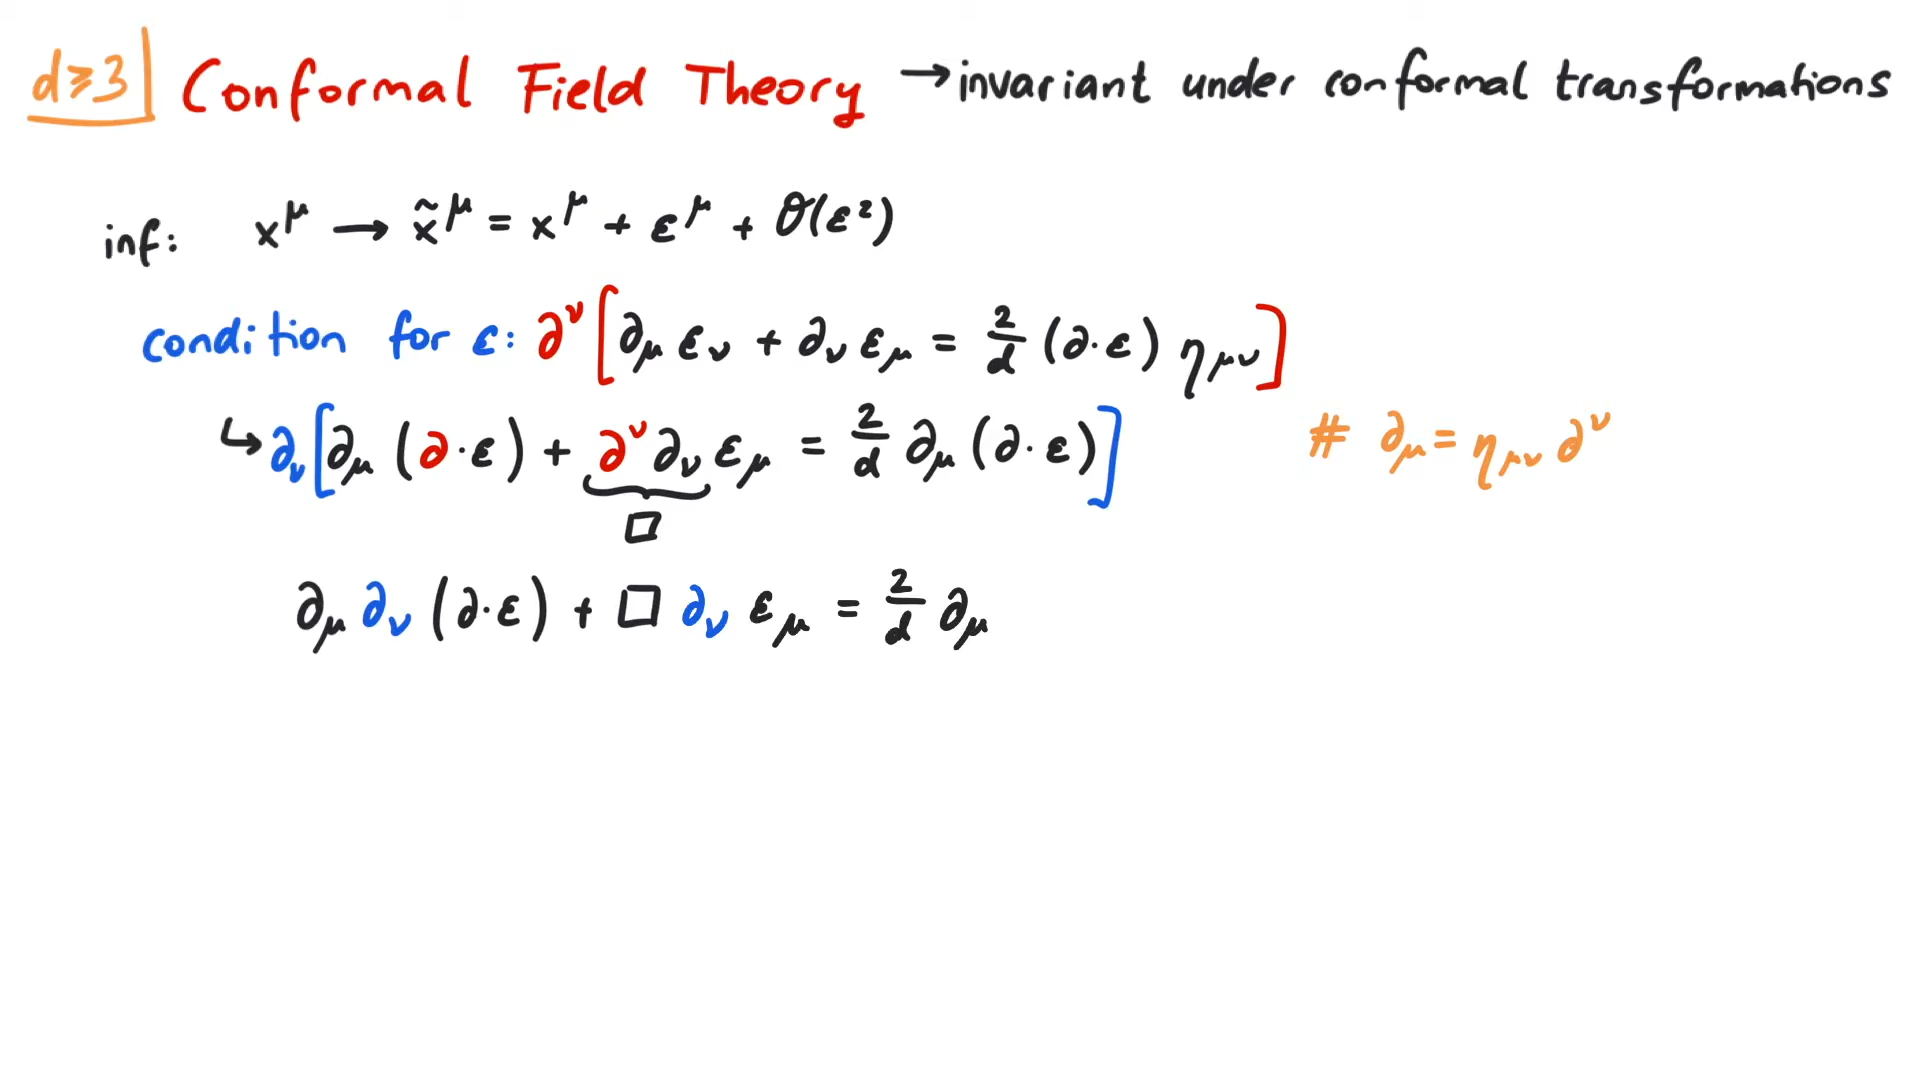 d≥3 Conformal Field Theory → invariant under conformal transformations
inf: x^μ → x̃^μ = x^μ + ε^μ + O(ε²)
condition for ε: ∂^ν [∂_μ ε_ν + ∂_ν ε_μ = 2/d (∂·ε) η_μν]
↳ ∂_ν [∂_μ (∂·ε) + ∂^ν ∂_ν ε_μ = 2/d ∂_μ (∂·ε)] # ∂_μ = η_μν ∂^ν
□
∂_μ ∂_ν (∂·ε) + □ ∂_ν ε_μ = 2/d ∂_μ